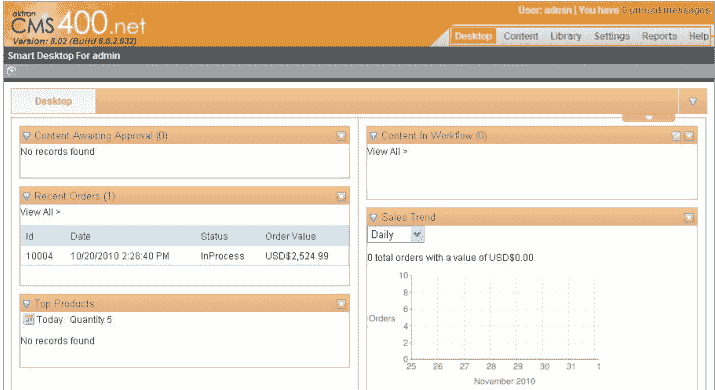 ektron
CMS400.net
Version: 8.02 (Build 8.0.2.032)
User: admin | You have 0 unread messages
Desktop Content Library Settings Reports Help
Smart Desktop For admin
Desktop
Content Awaiting Approval (0)
No records found
Recent Orders (1)
View All >
Id Date Status Order Value
10004 10/20/2010 2:28:40 PM InProcess USD$2,524.99
Top Products
Today Quantity 5
No records found
Content In Workflow (0)
View All >
Sales Trend
Daily
0 total orders with a value of USD$0.00
10
8
6
Orders
4
2
0
25 26 27 28 29 30 31 1
November 2010